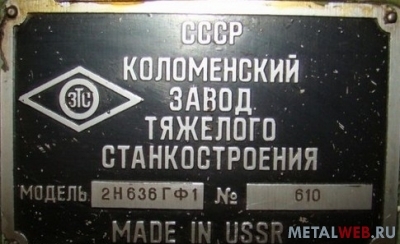 СССР
КОЛОМЕНСКИЙ
ЗТС
ЗАВОД
ТЯЖЕЛОГО
СТАНКОСТРОЕНИЯ
МОДЕЛЬ 2Н636ГФ1 № 610
MADE IN USSR
METALWEB.RU